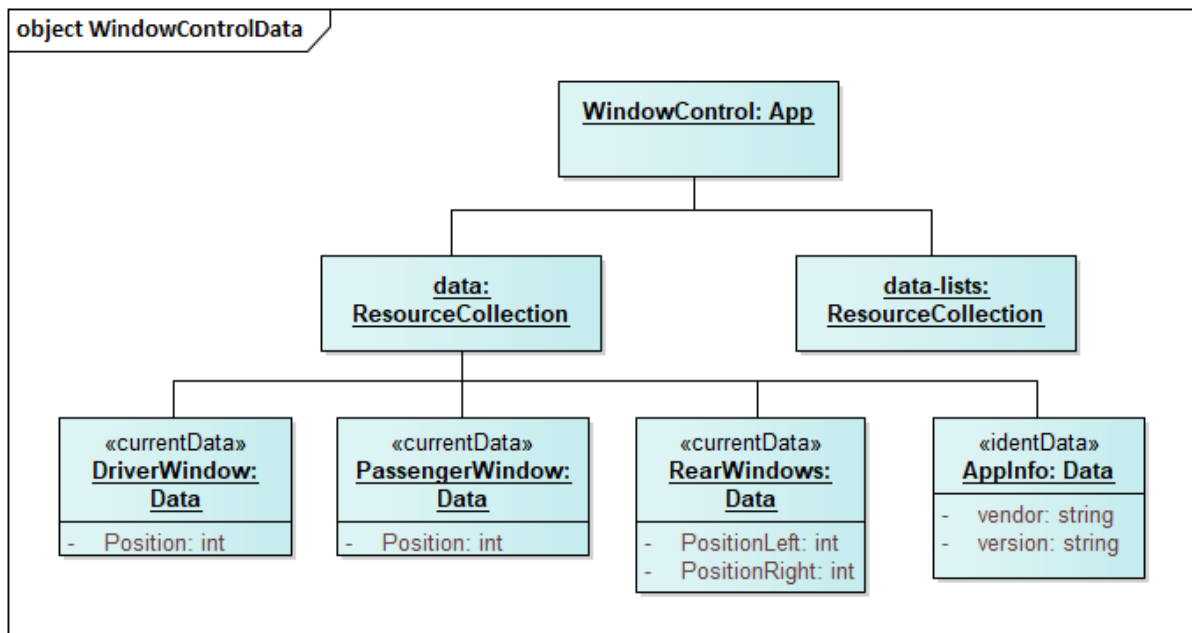 object WindowControlData
WindowControl: App
data:
ResourceCollection
data-lists:
ResourceCollection
«currentData»
DriverWindow:
Data
- Position: int
«currentData»
PassengerWindow:
Data
- Position: int
«currentData»
RearWindows:
Data
- PositionLeft: int
- PositionRight: int
«identData»
AppInfo: Data
- vendor: string
- version: string